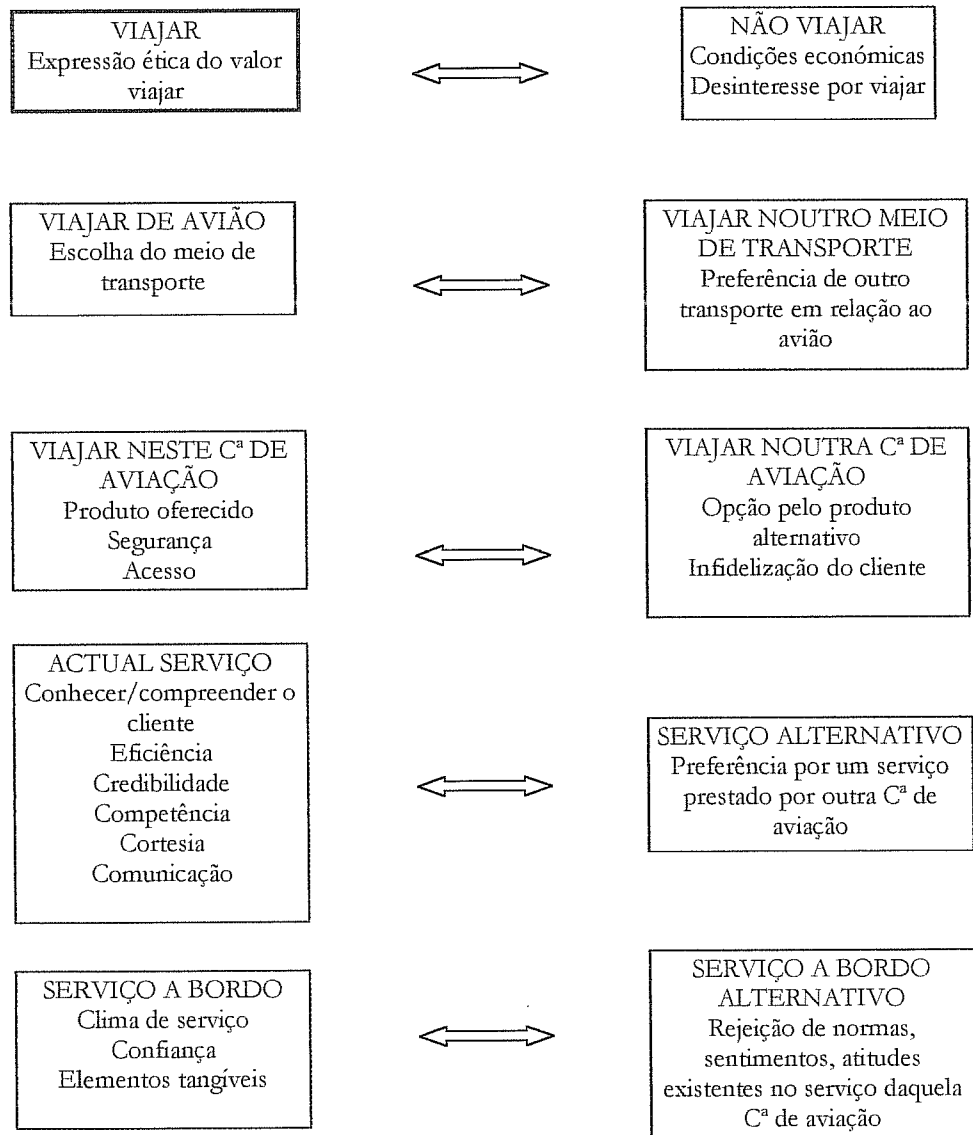 VIAJAR
Expressão ética do valor
viajar
NÃO VIAJAR
Condições económicas
Desinteresse por viajar
VIAJAR DE AVIÃO
Escolha do meio de
transporte
VIAJAR NOUTRO MEIO
DE TRANSPORTE
Preferência de outro
transporte em relação ao
avião
VIAJAR NESTE Cª DE
AVIAÇÃO
Produto oferecido
Segurança
Acesso
VIAJAR NOUTRA Cª DE
AVIAÇÃO
Opção pelo produto
alternativo
Infidelização do cliente
ACTUAL SERVIÇO
Conhecer/compreender o
cliente
Eficiência
Credibilidade
Competência
Cortesia
Comunicação
SERVIÇO ALTERNATIVO
Preferência por um serviço
prestado por outra Cª de
aviação
SERVIÇO A BORDO
Clima de serviço
Confiança
Elementos tangíveis
SERVIÇO A BORDO
ALTERNATIVO
Rejeição de normas,
sentimentos, atitudes
existentes no serviço daquela
Cª de aviação